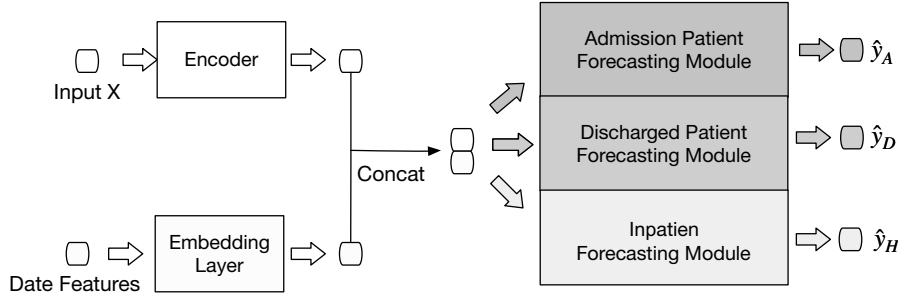 Input X
Encoder
Date Features
Embedding
Layer
Concat
Admission Patient
Forecasting Module
ŷ_A
Discharged Patient
Forecasting Module
ŷ_D
Inpatien
Forecasting Module
ŷ_H